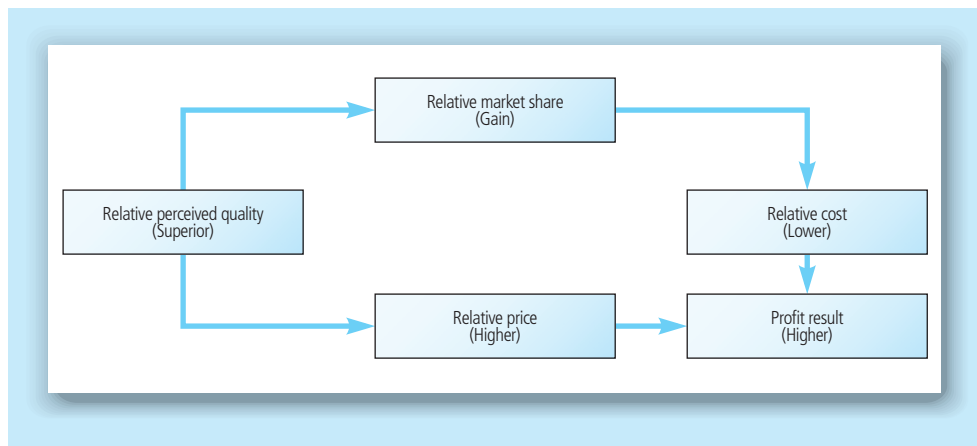 Relative market share
(Gain)
Relative perceived quality
(Superior)
Relative cost
(Lower)
Relative price
(Higher)
Profit result
(Higher)